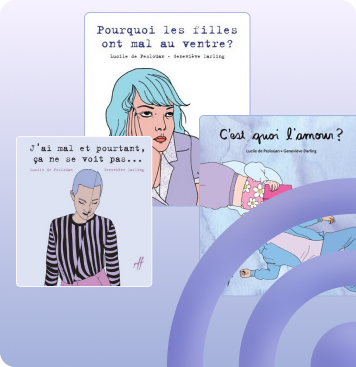 Pourquoi les filles
ont mal au ventre?
Lucile de Pesloüan • Geneviève Darling
C'est quoi l'amour?
Lucile de Pesloüan • Geneviève Darling
J'ai mal et pourtant,
ça ne se voit pas...
Lucile de Pesloüan Geneviève Darling